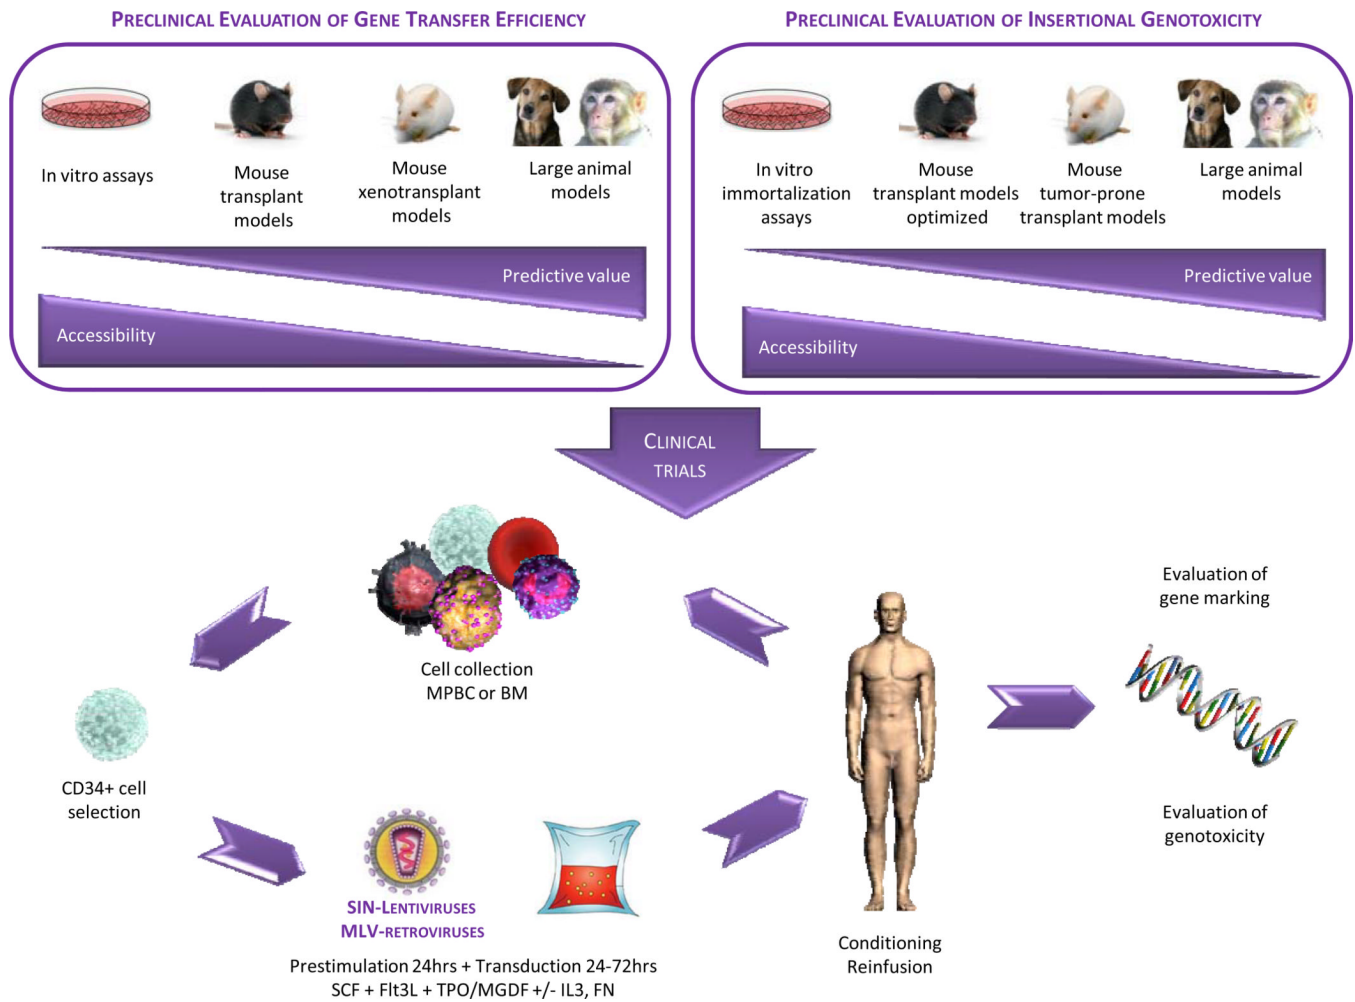 PRECLINICAL EVALUATION OF GENE TRANSFER EFFICIENCY
In vitro assays
Mouse
transplant
models
Mouse
xenotransplant
models
Large animal
models
Predictive value
Accessibility
PRECLINICAL EVALUATION OF INSERTIONAL GENOTOXICITY
In vitro
immortalization
assays
Mouse
transplant models
optimized
Mouse
tumor-prone
transplant models
Large animal
models
Predictive value
Accessibility
CLINICAL
TRIALS
Cell collection
MPBC or BM
CD34+ cell
selection
SIN-LENTIVIRUSES
MLV-RETROVIRUSES
Prestimulation 24hrs + Transduction 24-72hrs
SCF + Flt3L + TPO/MGDF +/- IL3, FN
Conditioning
Reinfusion
Evaluation of
gene marking
Evaluation of
genotoxicity